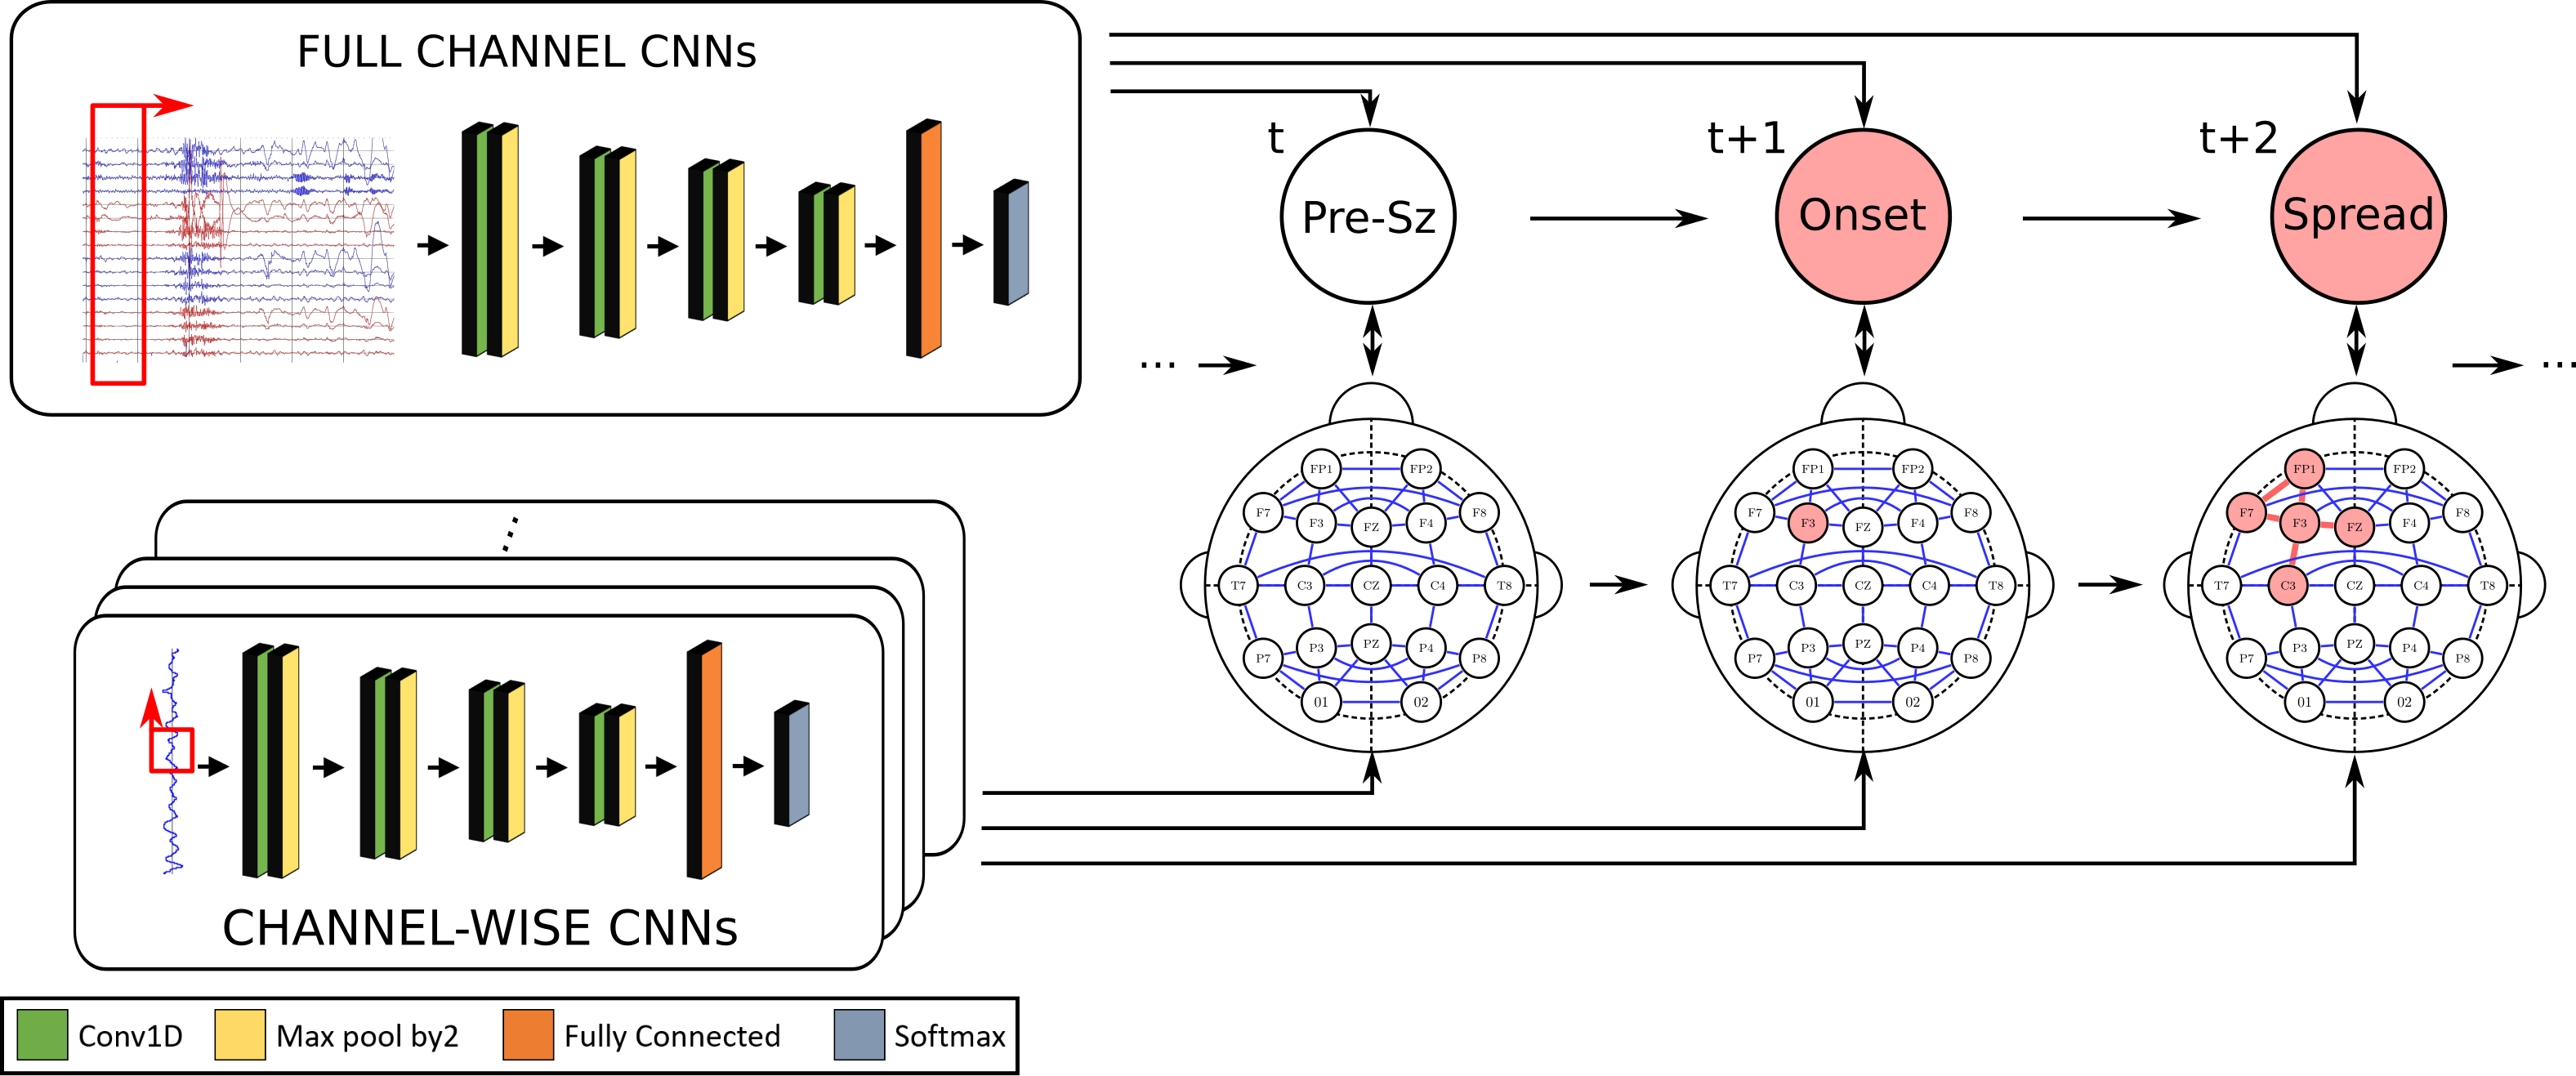 FULL CHANNEL CNNs
t
t+1
t+2
Pre-Sz
Onset
Spread
...
...
FP1 FP2
F7 F3 FZ F4 F8
T7 C3 CZ C4 T8
P7 P3 PZ P4 P8
01 02
FP1 FP2
F7 F3 FZ F4 F8
T7 C3 CZ C4 T8
P7 P3 PZ P4 P8
01 02
FP1 FP2
F7 F3 FZ F4 F8
T7 C3 CZ C4 T8
P7 P3 PZ P4 P8
01 02
CHANNEL-WISE CNNs
Conv1D Max pool by2 Fully Connected Softmax